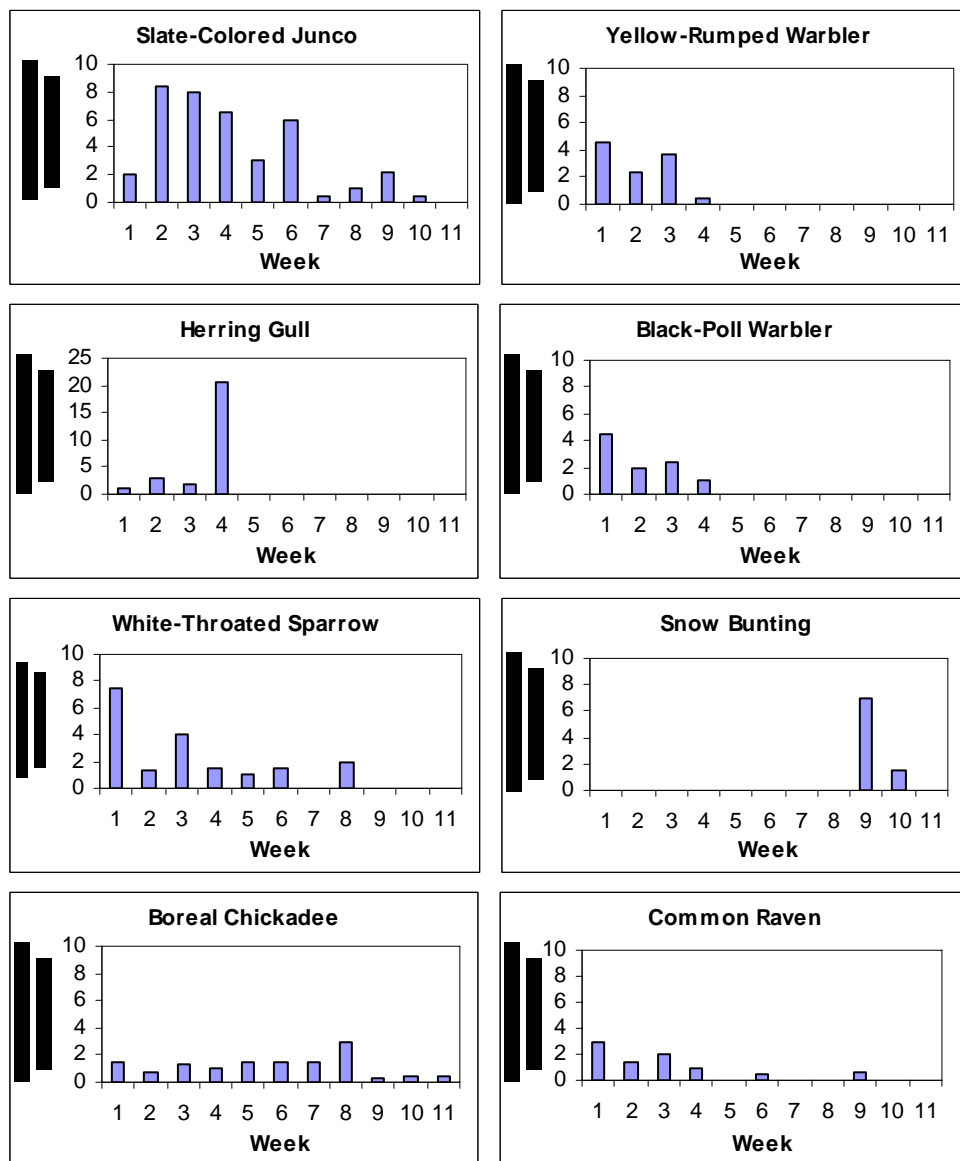 Slate-Colored Junco
10
8
6
4
2
0
1 2 3 4 5 6 7 8 9 10 11
Week
Yellow-Rumped Warbler
10
8
6
4
2
0
1 2 3 4 5 6 7 8 9 10 11
Week
Herring Gull
25
20
15
10
5
0
1 2 3 4 5 6 7 8 9 10 11
Week
Black-Poll Warbler
10
8
6
4
2
0
1 2 3 4 5 6 7 8 9 10 11
Week
White-Throated Sparrow
10
8
6
4
2
0
1 2 3 4 5 6 7 8 9 10 11
Week
Snow Bunting
10
8
6
4
2
0
1 2 3 4 5 6 7 8 9 10 11
Week
Boreal Chickadee
10
8
6
4
2
0
1 2 3 4 5 6 7 8 9 10 11
Week
Common Raven
10
8
6
4
2
0
1 2 3 4 5 6 7 8 9 10 11
Week